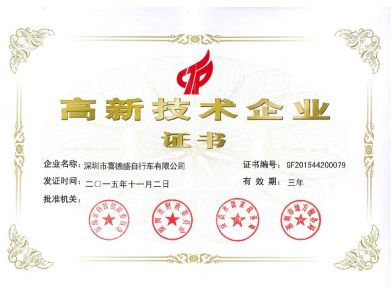 高新技术企业
证书
企业名称：深圳市喜德盛自行车有限公司
证书编号：GF201544200079
发证时间：二〇一五年十一月二日
有 效 期：三年
批准机关：